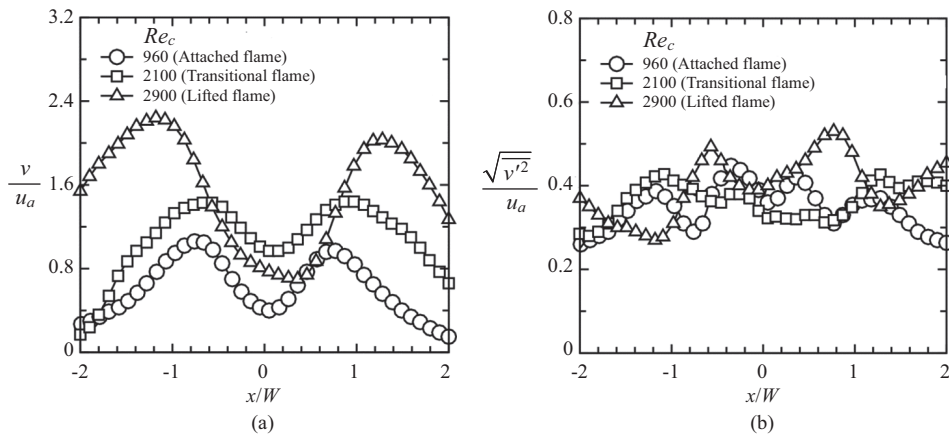 3.2
2.4
1.6
0.8
0
v
u_a
Re_c
960 (Attached flame)
2100 (Transitional flame)
2900 (Lifted flame)
-2
-1
0
1
2
x/W
(a)
0.8
0.6
0.4
0.2
0
√v'²
u_a
Re_c
960 (Attached flame)
2100 (Transitional flame)
2900 (Lifted flame)
-2
-1
0
1
2
x/W
(b)